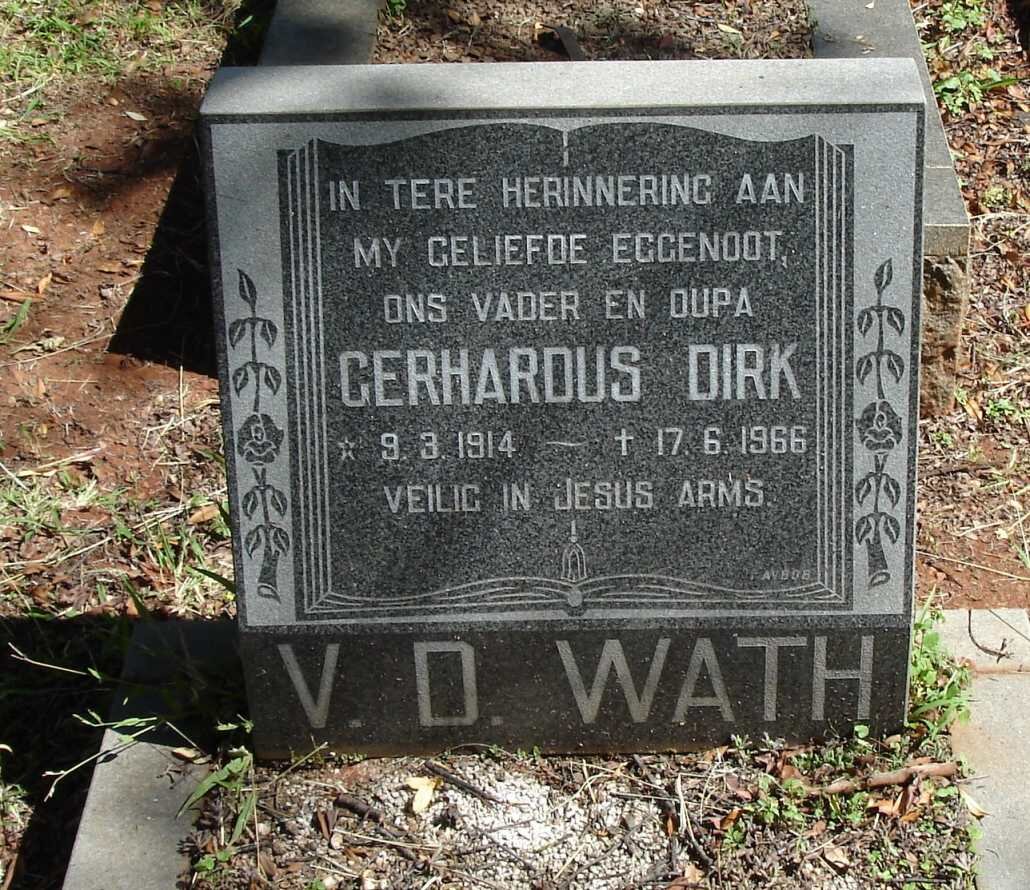 IN TERE HERINNERING AAN
MY GELIEFDE EGGENOOT,
ONS VADER EN OUPA
GERHARDUS DIRK
☆ 9.3.1914 — † 17.6.1966
VEILIG IN JESUS ARMS
V. D. WATH